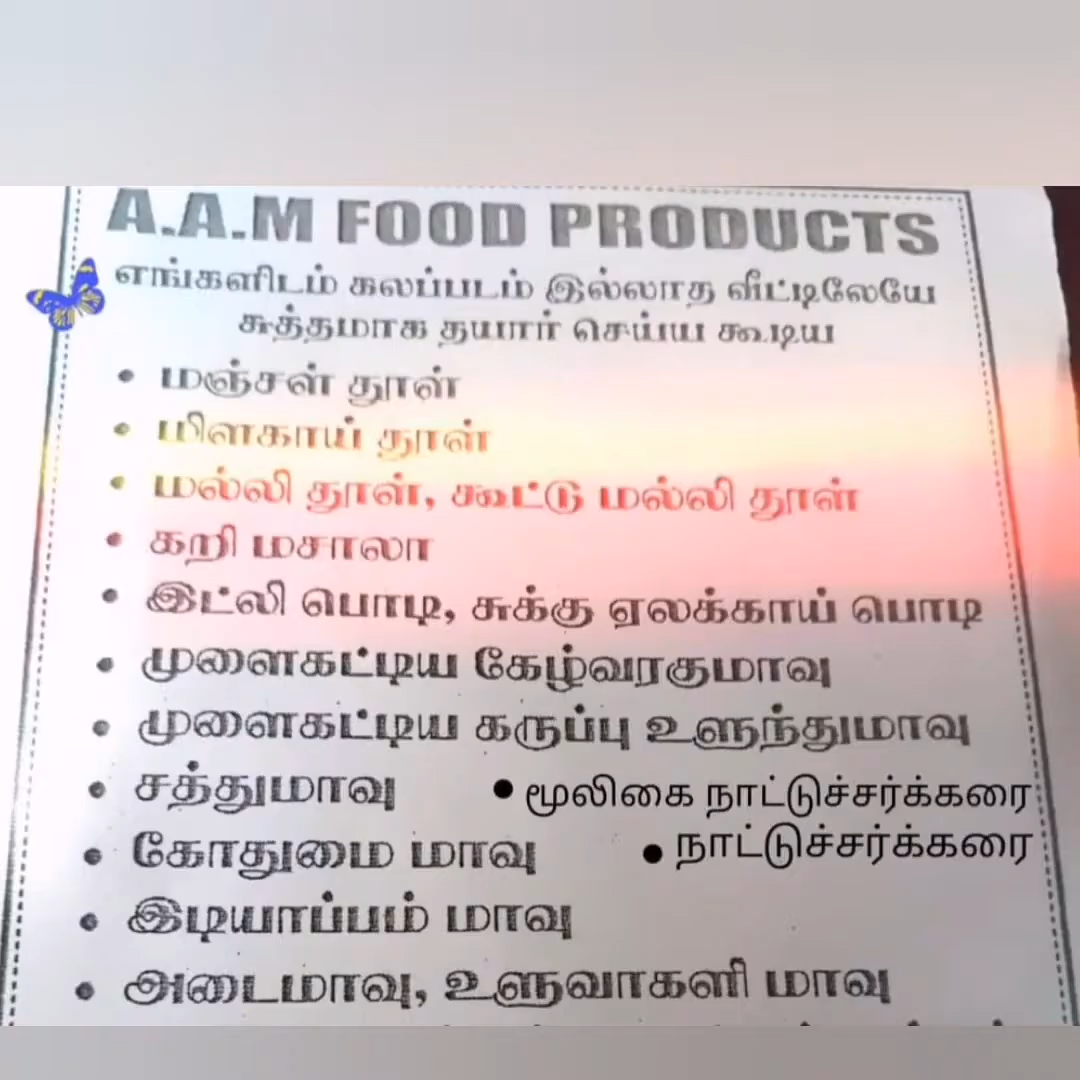 A.A.M FOOD PRODUCTS
எங்களிடம் கலப்படம் இல்லாத வீட்டிலேயே
சுத்தமாக தயார் செய்ய கூடிய
• மஞ்சள் தூள்
• மிளகாய் தூள்
• மல்லி தூள், கூட்டு மல்லி தூள்
• கறி மசாலா
• இட்லி பொடி, சுக்கு ஏலக்காய் பொடி
• முளைகட்டிய கேழ்வரகுமாவு
• முளைகட்டிய கருப்பு உளுந்துமாவு
• சத்துமாவு • மூலிகை நாட்டுச்சர்க்கரை
• கோதுமை மாவு • நாட்டுச்சர்க்கரை
• இடியாப்பம் மாவு
• அடைமாவு, உளுவாகளி மாவு